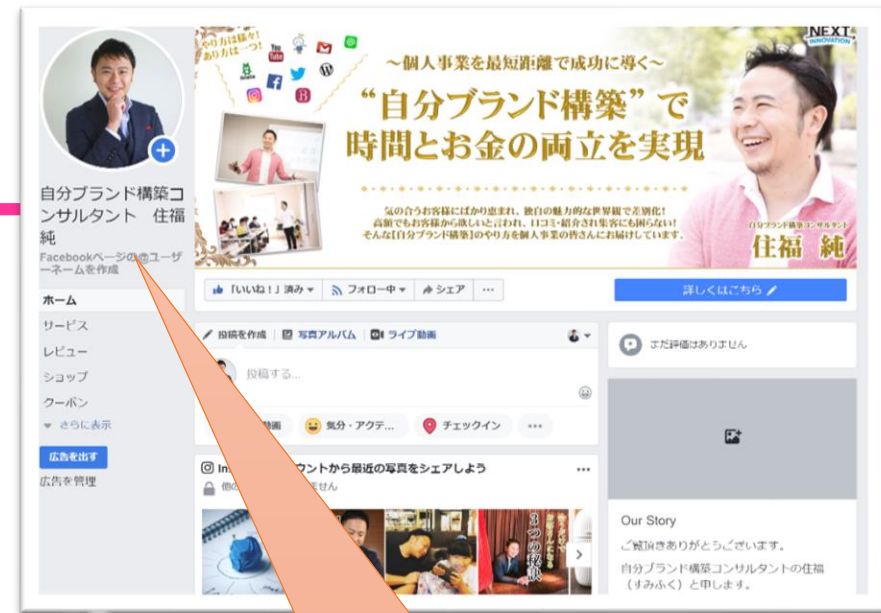 やり方は様々!
あり方は一つ!
You
Tube
Ameba
NEXT
INNOVATION
~個人事業を最短距離で成功に導く~
“自分ブランド構築”で
時間とお金の両立を実現
気の合うお客様にばかり恵まれ、独自の魅力的な世界観で差別化!
高額でもお客様から欲しいと言われ、口コミ・紹介され集客にも困らない!
そんな【自分ブランド構築】のやり方を個人事業の皆さんにお届けしています。
自分ブランド構築コンサルタント
住福 純
自分ブランド構築コ
ンサルタント 住福
純
Facebookページの@ユーザ
ーネームを作成
ホーム
サービス
レビュー
ショップ
クーポン
さらに表示
広告を出す
広告を管理
「いいね!」済み
フォロー中
シェア
詳しくはこちら
投稿を作成
写真アルバム
ライブ動画
投稿する...
動画
気分・アクテ...
チェックイン
ウントから最近の写真をシェアしよう
ません
3つの秘訣
まだ評価はありません
Our Story
ご覧頂きありがとうございます。
自分ブランド構築コンサルタントの住福
(すみふく)と申します。